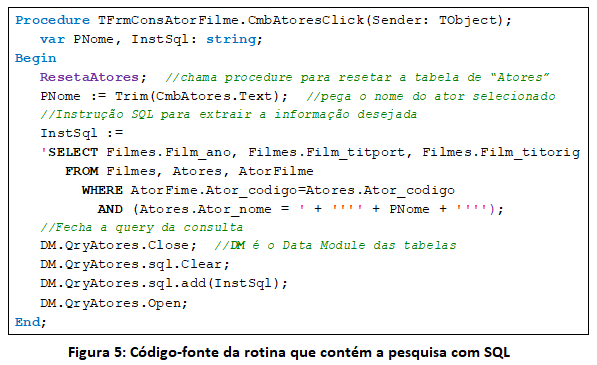 Procedure TFrmConsAtorFilme.CmbAtoresClick(Sender: TObject);
var PNome, InstSql: string;
Begin
ResetaAtores; //chama procedure para resetar a tabela de “Atores”
PNome := Trim(CmbAtores.Text); //pega o nome do ator selecionado
//Instrução SQL para extrair a informação desejada
InstSql :=
'SELECT Filmes.Film_ano, Filmes.Film_titport, Filmes.Film_titorig
FROM Filmes, Atores, AtorFilme
WHERE AtorFime.Ator_codigo=Atores.Ator_codigo
AND (Atores.Ator_nome = ' + '''' + PNome + '''');
//Fecha a query da consulta
DM.QryAtores.Close; //DM é o Data Module das tabelas
DM.QryAtores.sql.Clear;
DM.QryAtores.sql.add(InstSql);
DM.QryAtores.Open;
End;
Figura 5: Código-fonte da rotina que contém a pesquisa com SQL